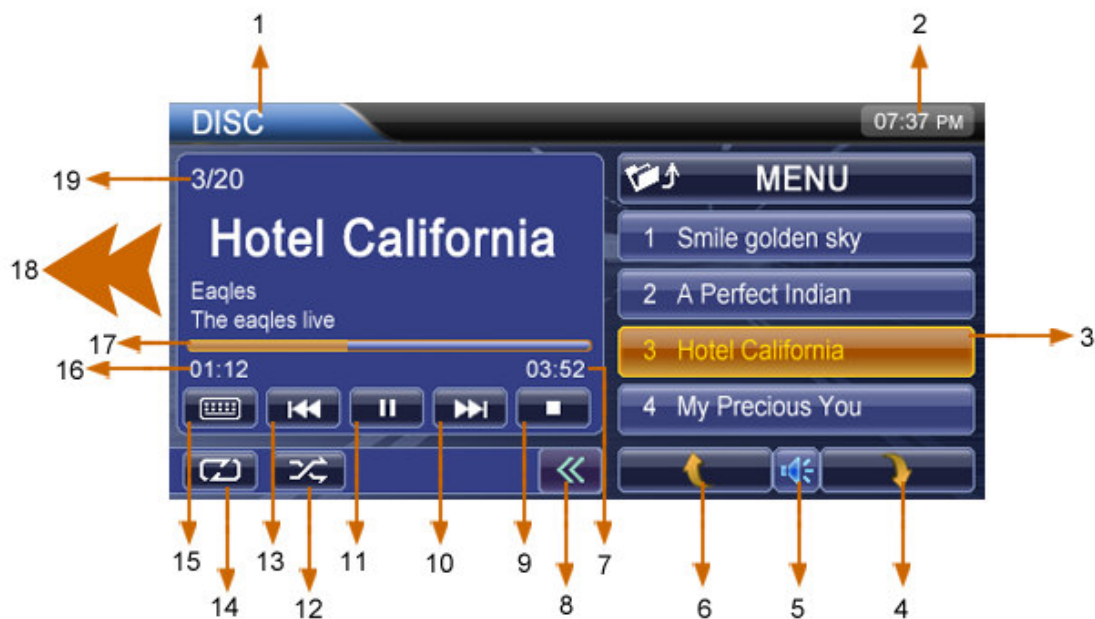 1
2
DISC
07:37 PM
19
3/20
MENU
Hotel California
1 Smile golden sky
18
2 A Perfect Indian
Eaqles
The eaqles live
17
3 Hotel California
3
16
01:12
03:52
4 My Precious You
15
13
11
10
9
7
14
12
8
6
5
4